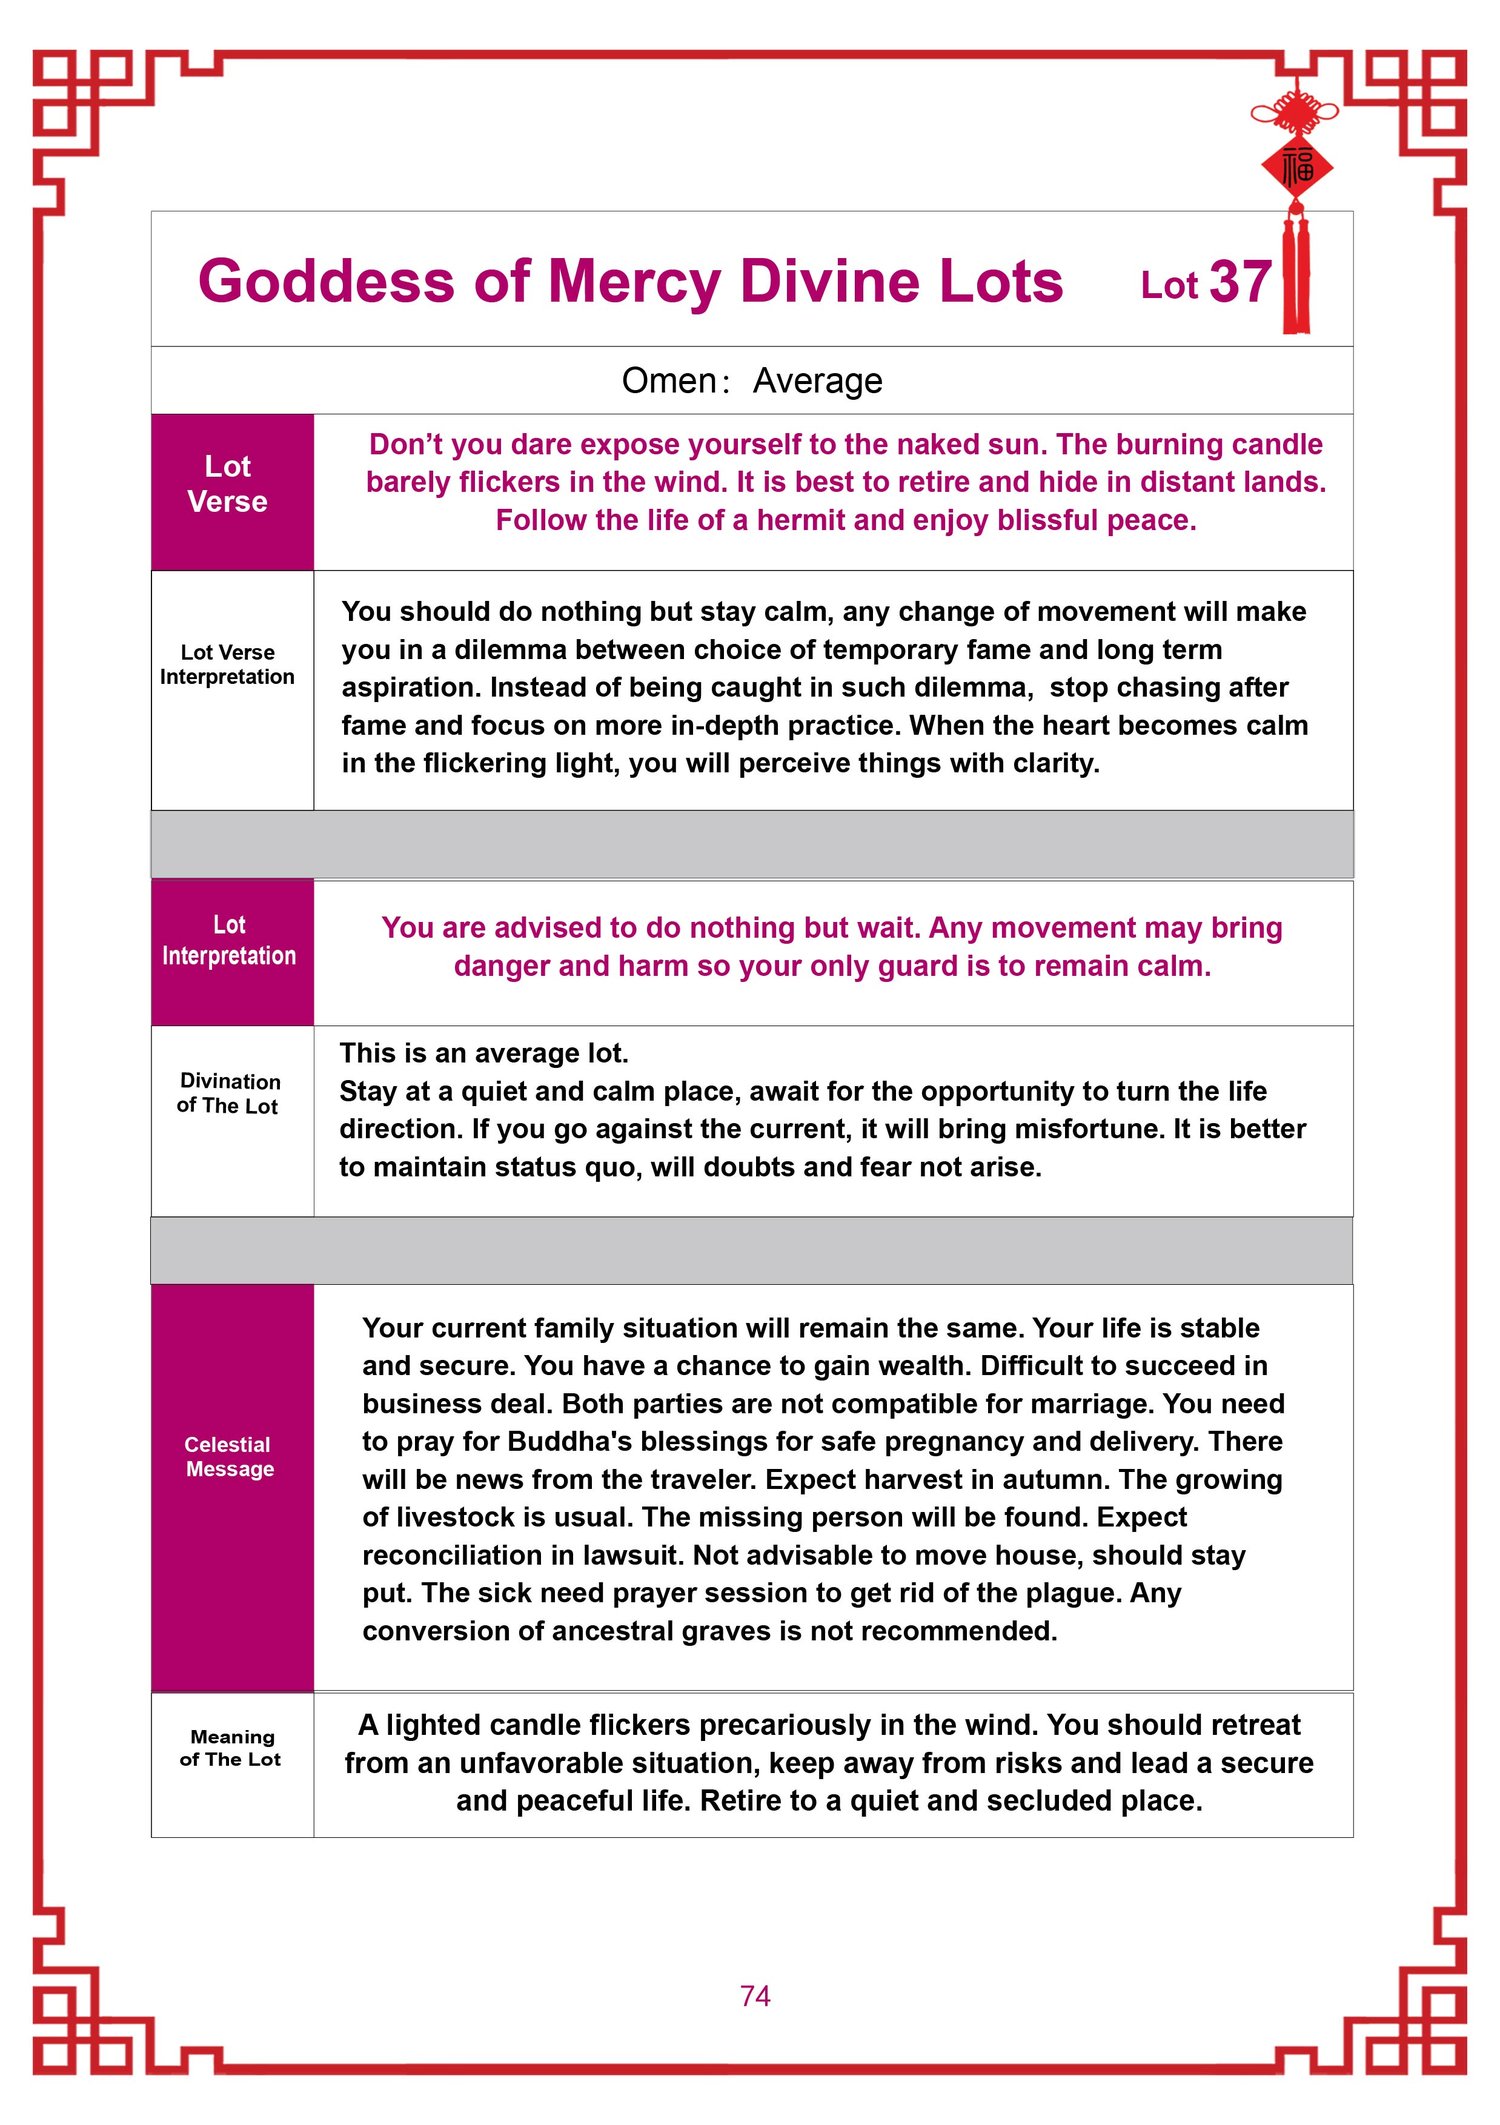 福
Goddess of Mercy Divine Lots Lot 37
Omen： Average
Lot
Verse
Don’t you dare expose yourself to the naked sun. The burning candle
barely flickers in the wind. It is best to retire and hide in distant lands.
Follow the life of a hermit and enjoy blissful peace.
Lot Verse
Interpretation
You should do nothing but stay calm, any change of movement will make
you in a dilemma between choice of temporary fame and long term
aspiration. Instead of being caught in such dilemma, stop chasing after
fame and focus on more in-depth practice. When the heart becomes calm
in the flickering light, you will perceive things with clarity.
Lot
Interpretation
You are advised to do nothing but wait. Any movement may bring
danger and harm so your only guard is to remain calm.
Divination
of The Lot
This is an average lot.
Stay at a quiet and calm place, await for the opportunity to turn the life
direction. If you go against the current, it will bring misfortune. It is better
to maintain status quo, will doubts and fear not arise.
Celestial
Message
Your current family situation will remain the same. Your life is stable
and secure. You have a chance to gain wealth. Difficult to succeed in
business deal. Both parties are not compatible for marriage. You need
to pray for Buddha's blessings for safe pregnancy and delivery. There
will be news from the traveler. Expect harvest in autumn. The growing
of livestock is usual. The missing person will be found. Expect
reconciliation in lawsuit. Not advisable to move house, should stay
put. The sick need prayer session to get rid of the plague. Any
conversion of ancestral graves is not recommended.
Meaning
of The Lot
A lighted candle flickers precariously in the wind. You should retreat
from an unfavorable situation, keep away from risks and lead a secure
and peaceful life. Retire to a quiet and secluded place.
74